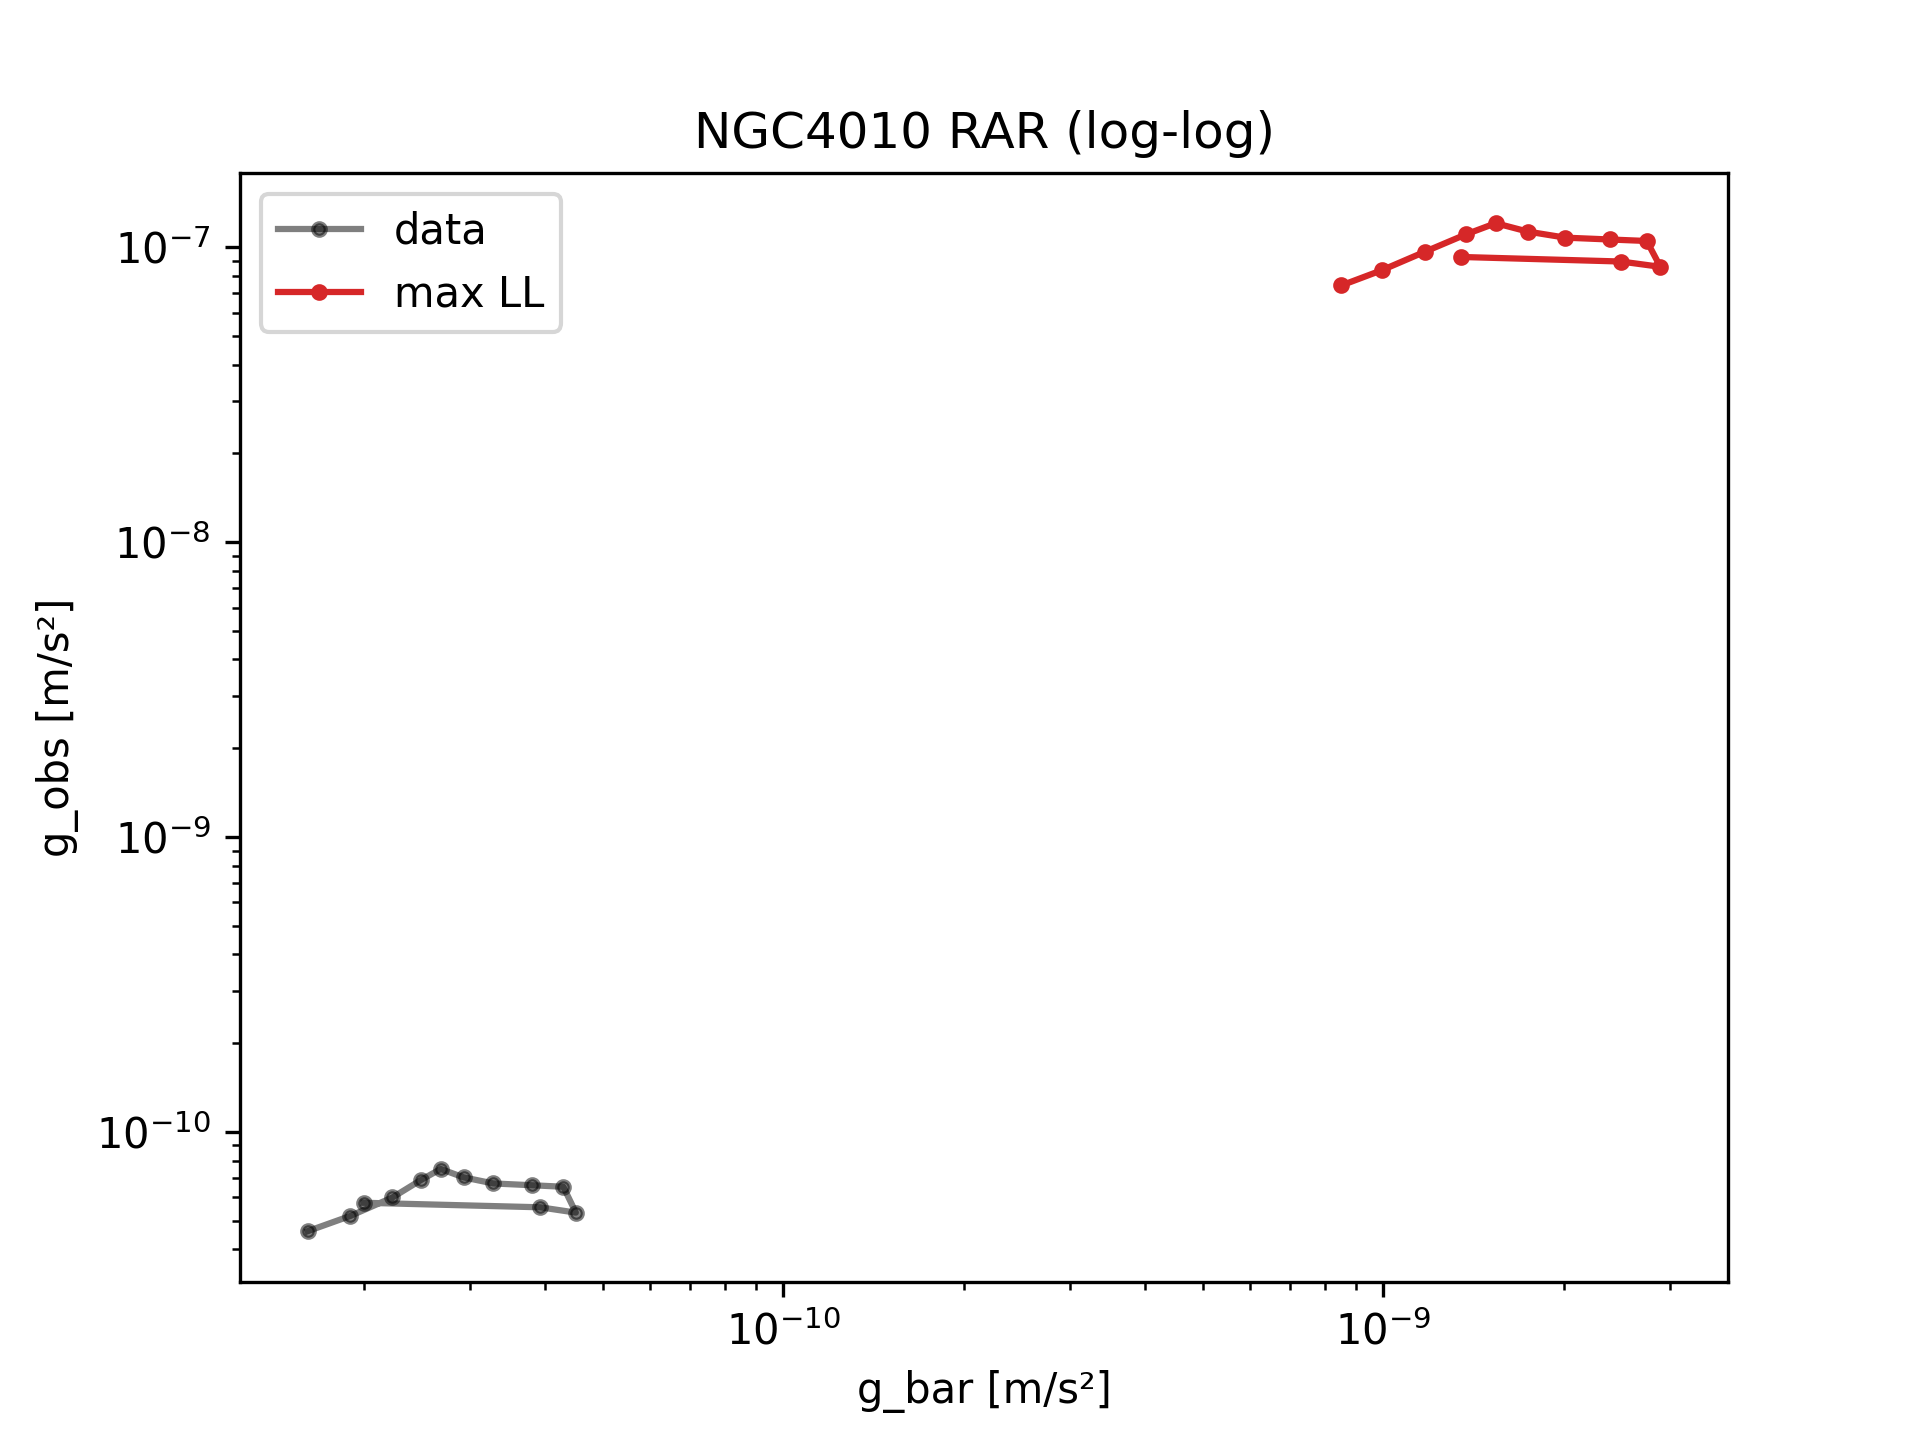 NGC4010 RAR (log-log)
data
max LL
10⁻⁷
10⁻⁸
10⁻⁹
10⁻¹⁰
g_obs [m/s²]
10⁻¹⁰ 10⁻⁹
g_bar [m/s²]